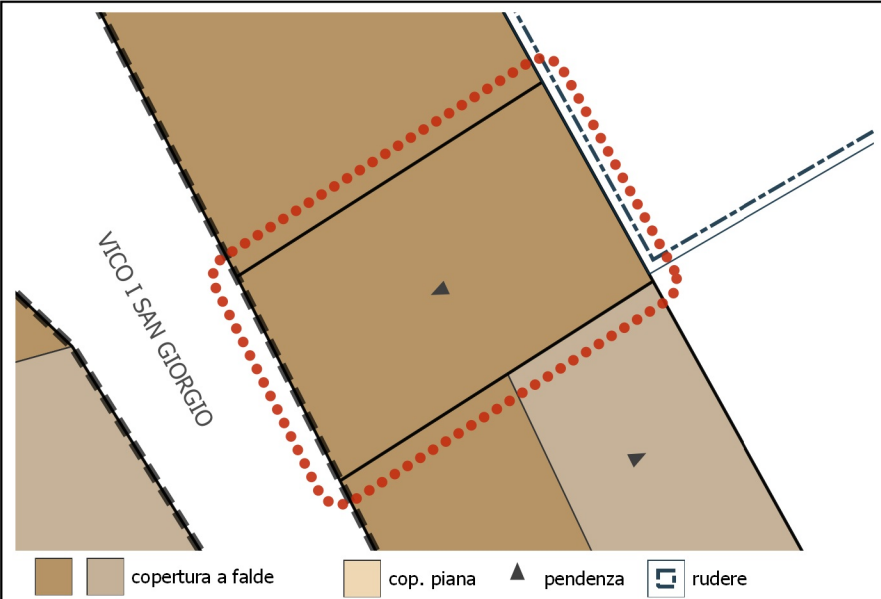 VICO I SAN GIORGIO
copertura a falde
cop. piana
pendenza
rudere